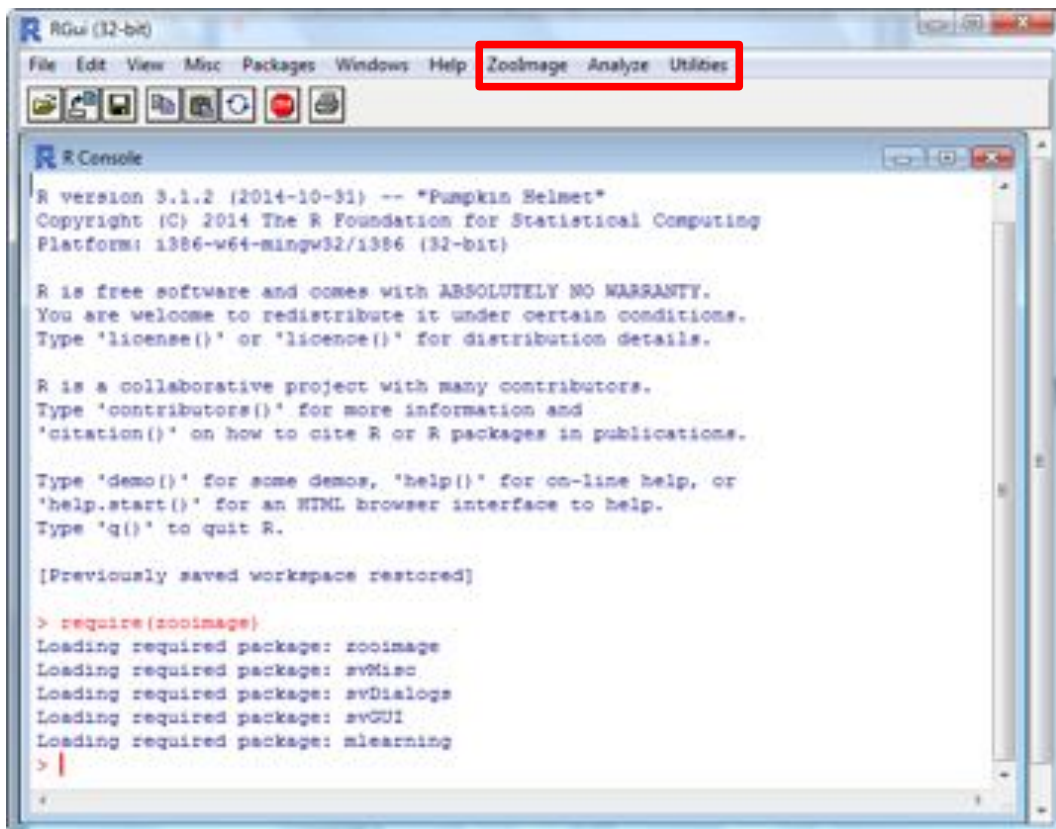 RGui (32-bit)
File Edit View Misc Packages Windows Help ZooImage Analyze Utilities
STOP
R Console
R version 3.1.2 (2014-10-31) -- "Pumpkin Helmet"
Copyright (C) 2014 The R Foundation for Statistical Computing
Platform: i386-w64-mingw32/i386 (32-bit)
R is free software and comes with ABSOLUTELY NO WARRANTY.
You are welcome to redistribute it under certain conditions.
Type 'license()' or 'licence()' for distribution details.
R is a collaborative project with many contributors.
Type 'contributors()' for more information and
'citation()' on how to cite R or R packages in publications.
Type 'demo()' for some demos, 'help()' for on-line help, or
'help.start()' for an HTML browser interface to help.
Type 'q()' to quit R.
[Previously saved workspace restored]
> require(zooimage)
Loading required package: zooimage
Loading required package: svMisc
Loading required package: svDialogs
Loading required package: svGUI
Loading required package: mlearning
>